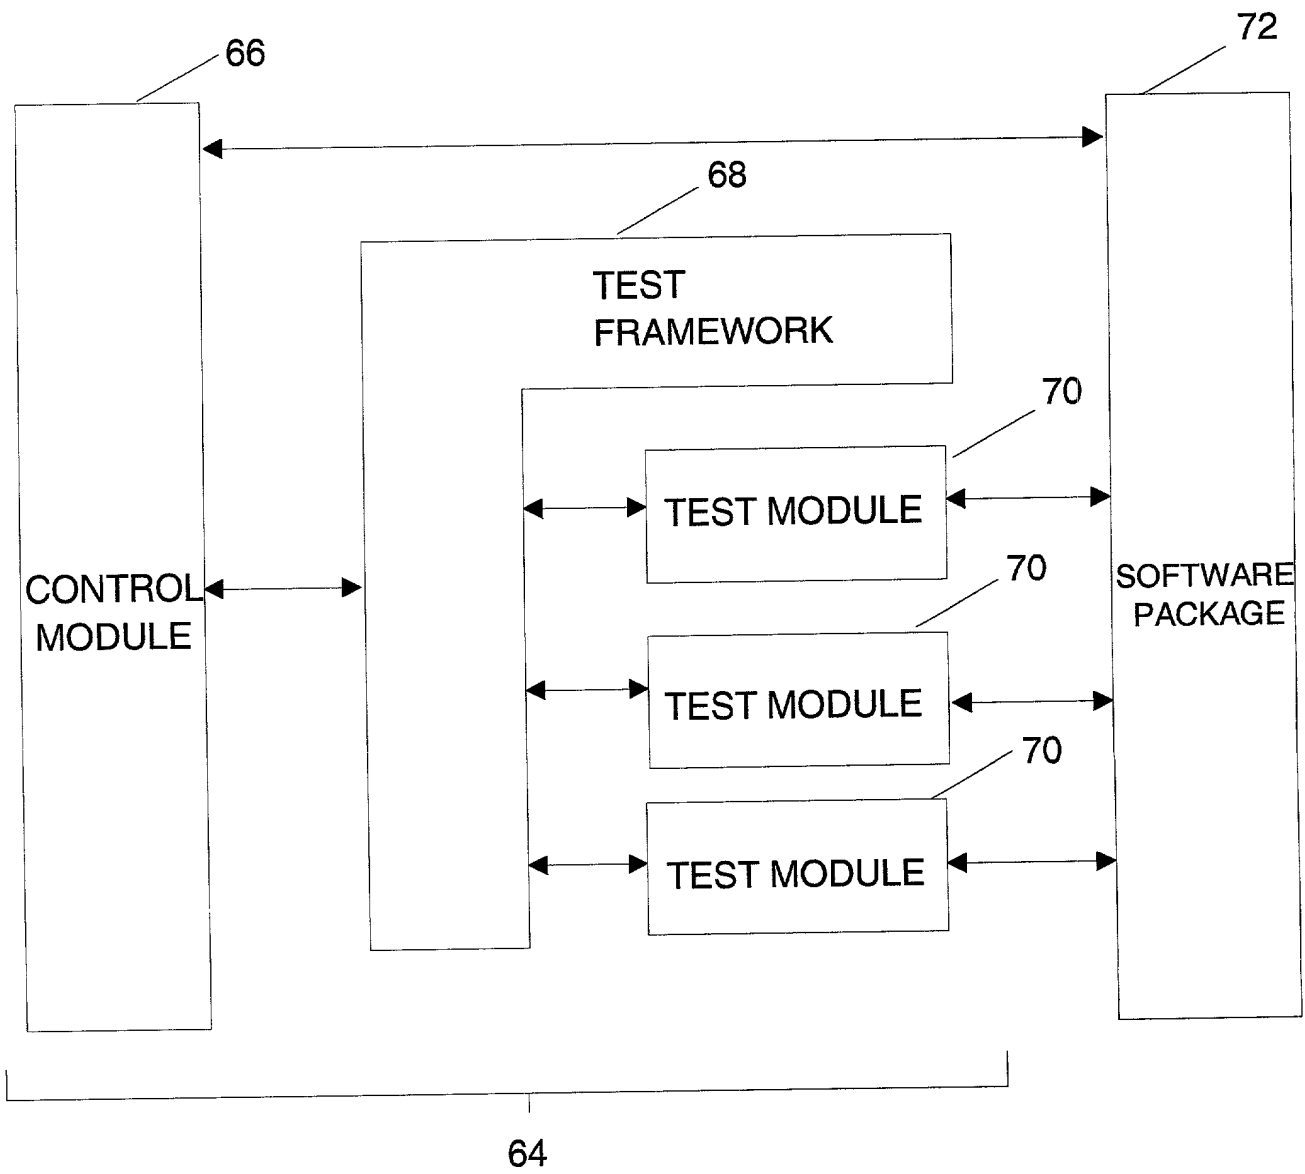 66
72
68
TEST
FRAMEWORK
70
TEST MODULE
CONTROL
MODULE
70
SOFTWARE
PACKAGE
TEST MODULE
70
TEST MODULE
64